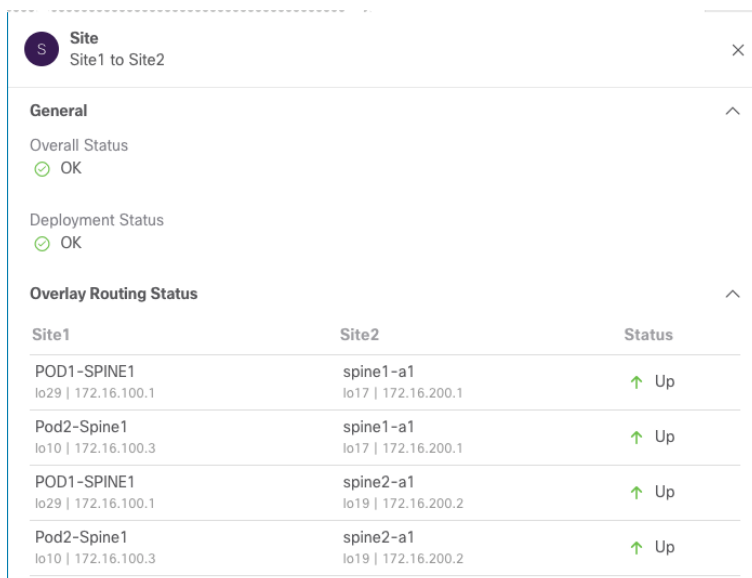 S
Site
Site1 to Site2
General
Overall Status
OK
Deployment Status
OK
Overlay Routing Status
Site1 Site2 Status
POD1-SPINE1 spine1-a1 Up
lo29 | 172.16.100.1 lo17 | 172.16.200.1
Pod2-Spine1 spine1-a1 Up
lo10 | 172.16.100.3 lo17 | 172.16.200.1
POD1-SPINE1 spine2-a1 Up
lo29 | 172.16.100.1 lo19 | 172.16.200.2
Pod2-Spine1 spine2-a1 Up
lo10 | 172.16.100.3 lo19 | 172.16.200.2